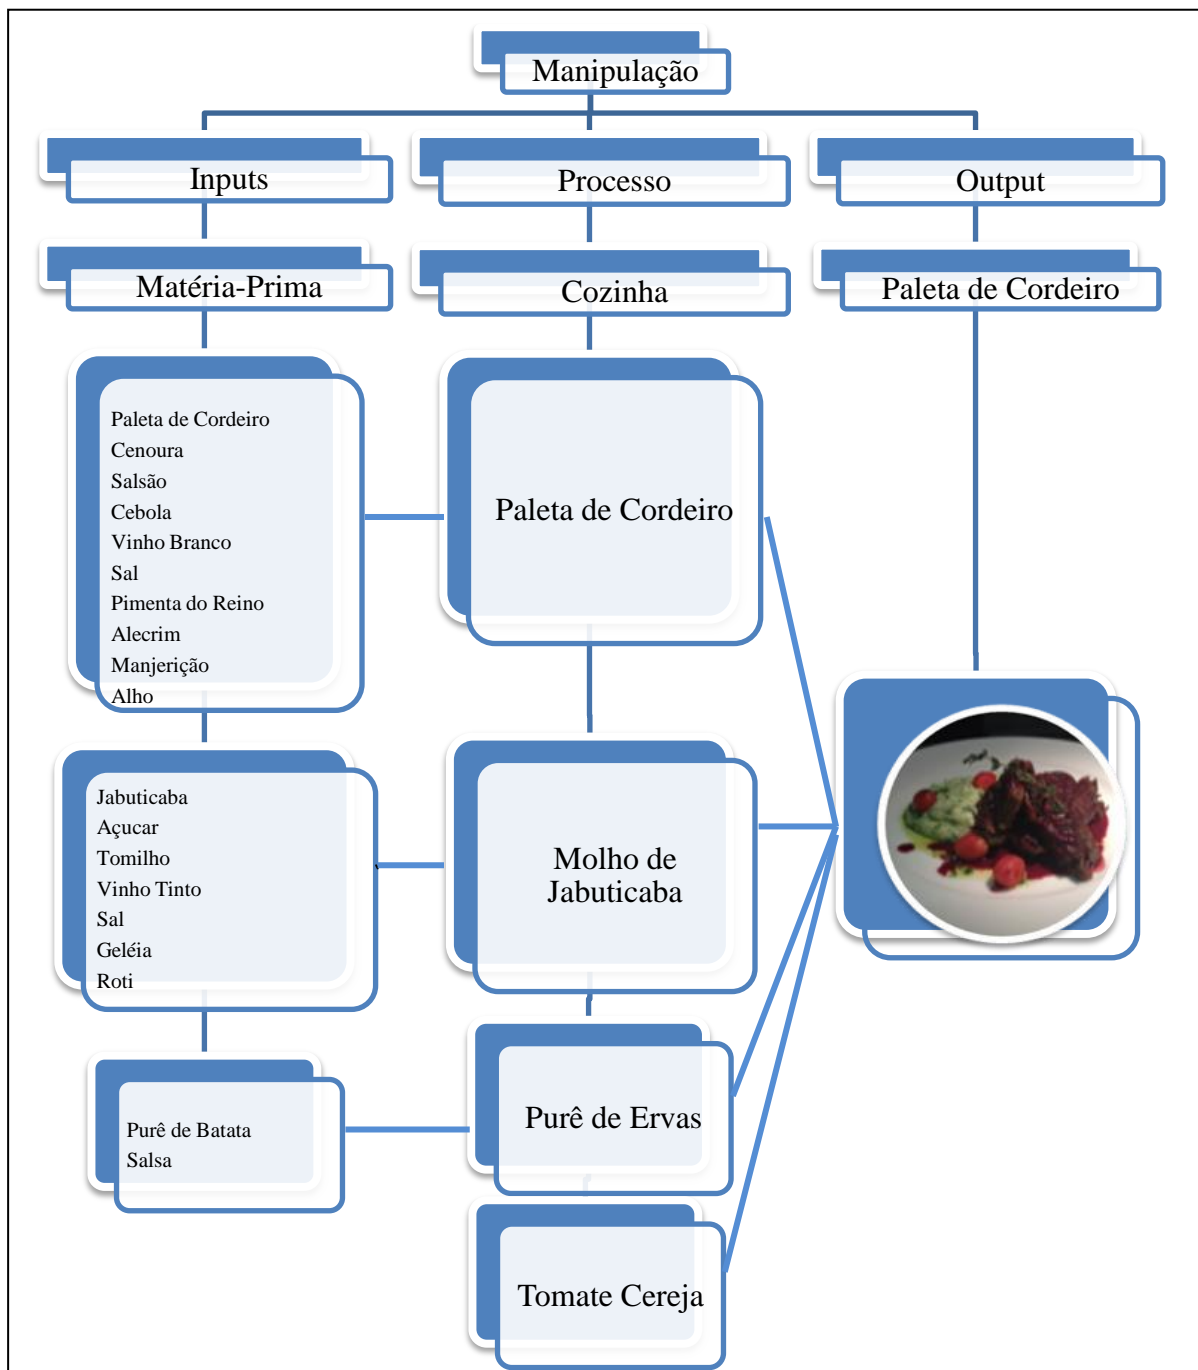 Manipulação
Inputs
Processo
Output
Matéria-Prima
Cozinha
Paleta de Cordeiro
Paleta de Cordeiro
Cenoura
Salsão
Cebola
Vinho Branco
Sal
Pimenta do Reino
Alecrim
Manjerição
Alho
Paleta de Cordeiro
Jabuticaba
Açucar
Tomilho
Vinho Tinto
Sal
Geléia
Roti
Molho de
Jabuticaba
Purê de Batata
Salsa
Purê de Ervas
Tomate Cereja